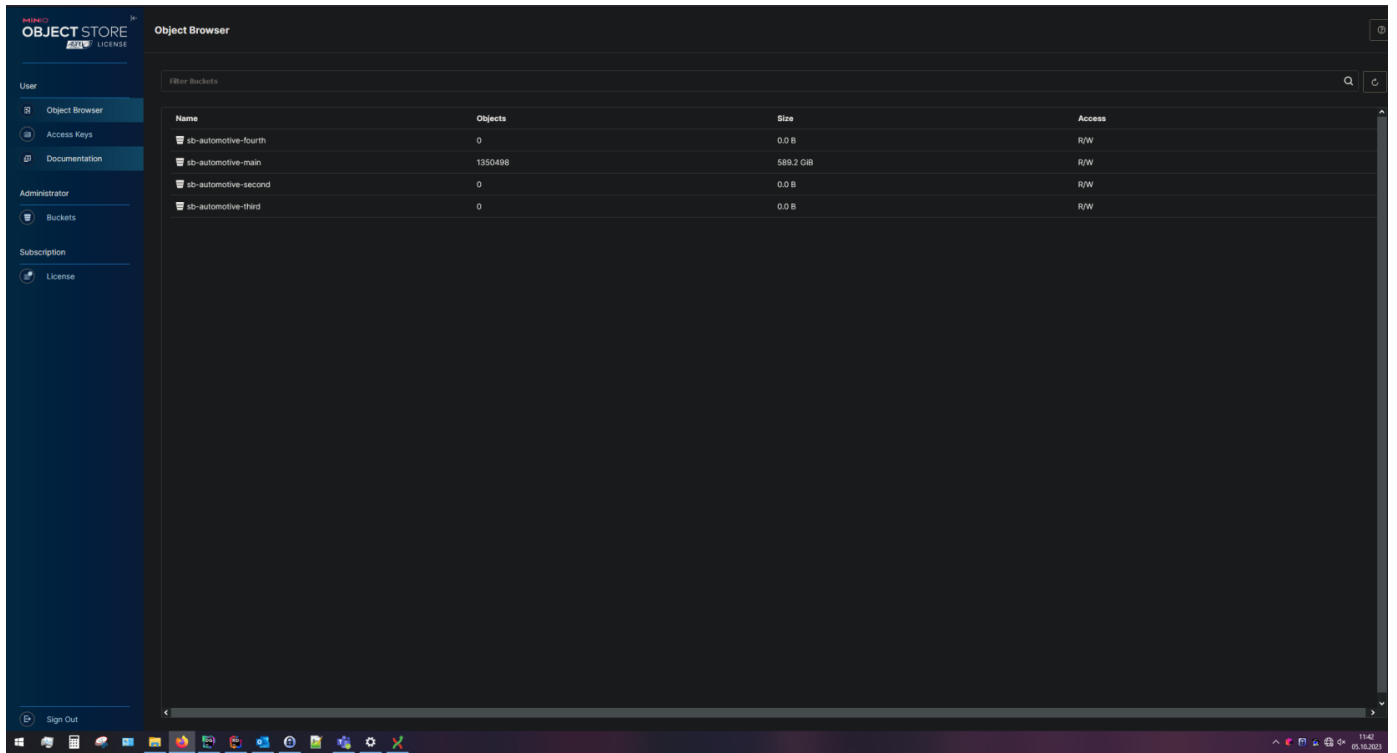 MINIO
OBJECT STORE
LICENSE
User
Object Browser
Access Keys
Documentation
Administrator
Buckets
Subscription
License
Sign Out
Object Browser
Filter Buckets
Name Objects Size Access
sb-automotive-fourth 0 0.0 B R/W
sb-automotive-main 1350498 589.2 GiB R/W
sb-automotive-second 0 0.0 B R/W
sb-automotive-third 0 0.0 B R/W
11:42
05.10.2023